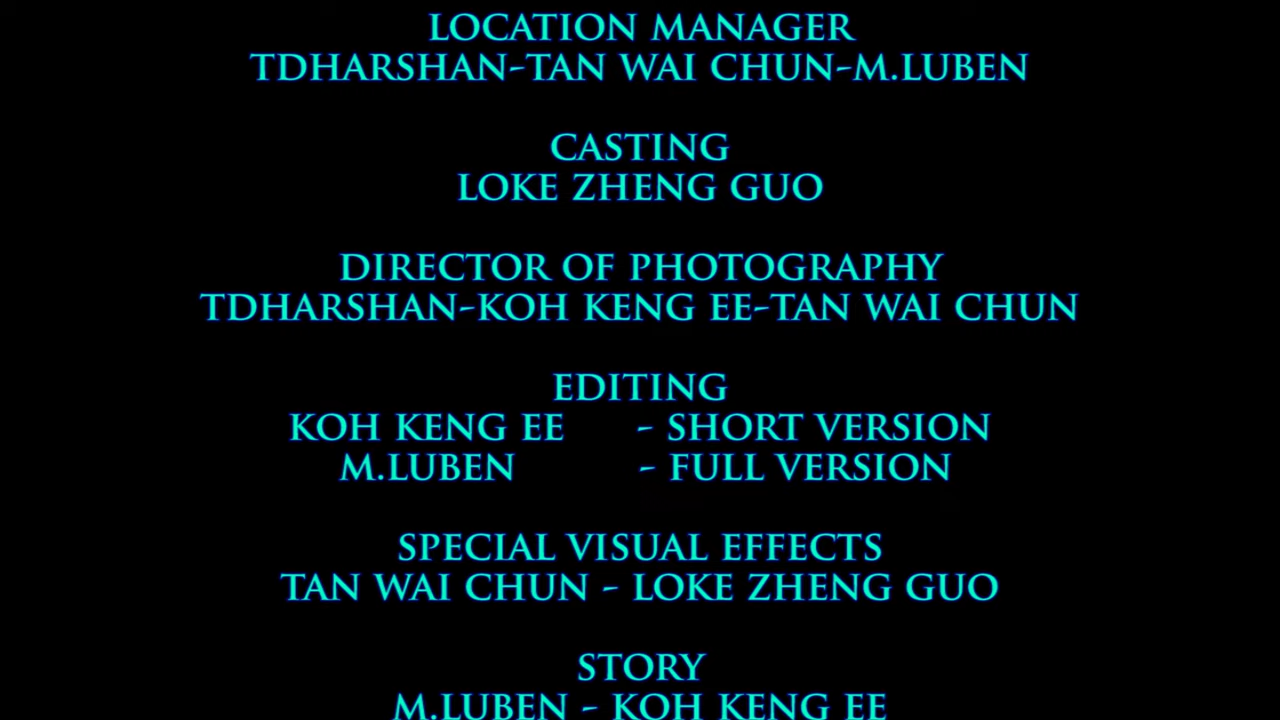 LOCATION MANAGER
TDHARSHAN-TAN WAI CHUN-M.LUBEN
CASTING
LOKE ZHENG GUO
DIRECTOR OF PHOTOGRAPHY
TDHARSHAN-KOH KENG EE-TAN WAI CHUN
EDITING
KOH KENG EE - SHORT VERSION
M.LUBEN - FULL VERSION
SPECIAL VISUAL EFFECTS
TAN WAI CHUN - LOKE ZHENG GUO
STORY
M.LUBEN - KOH KENG EE